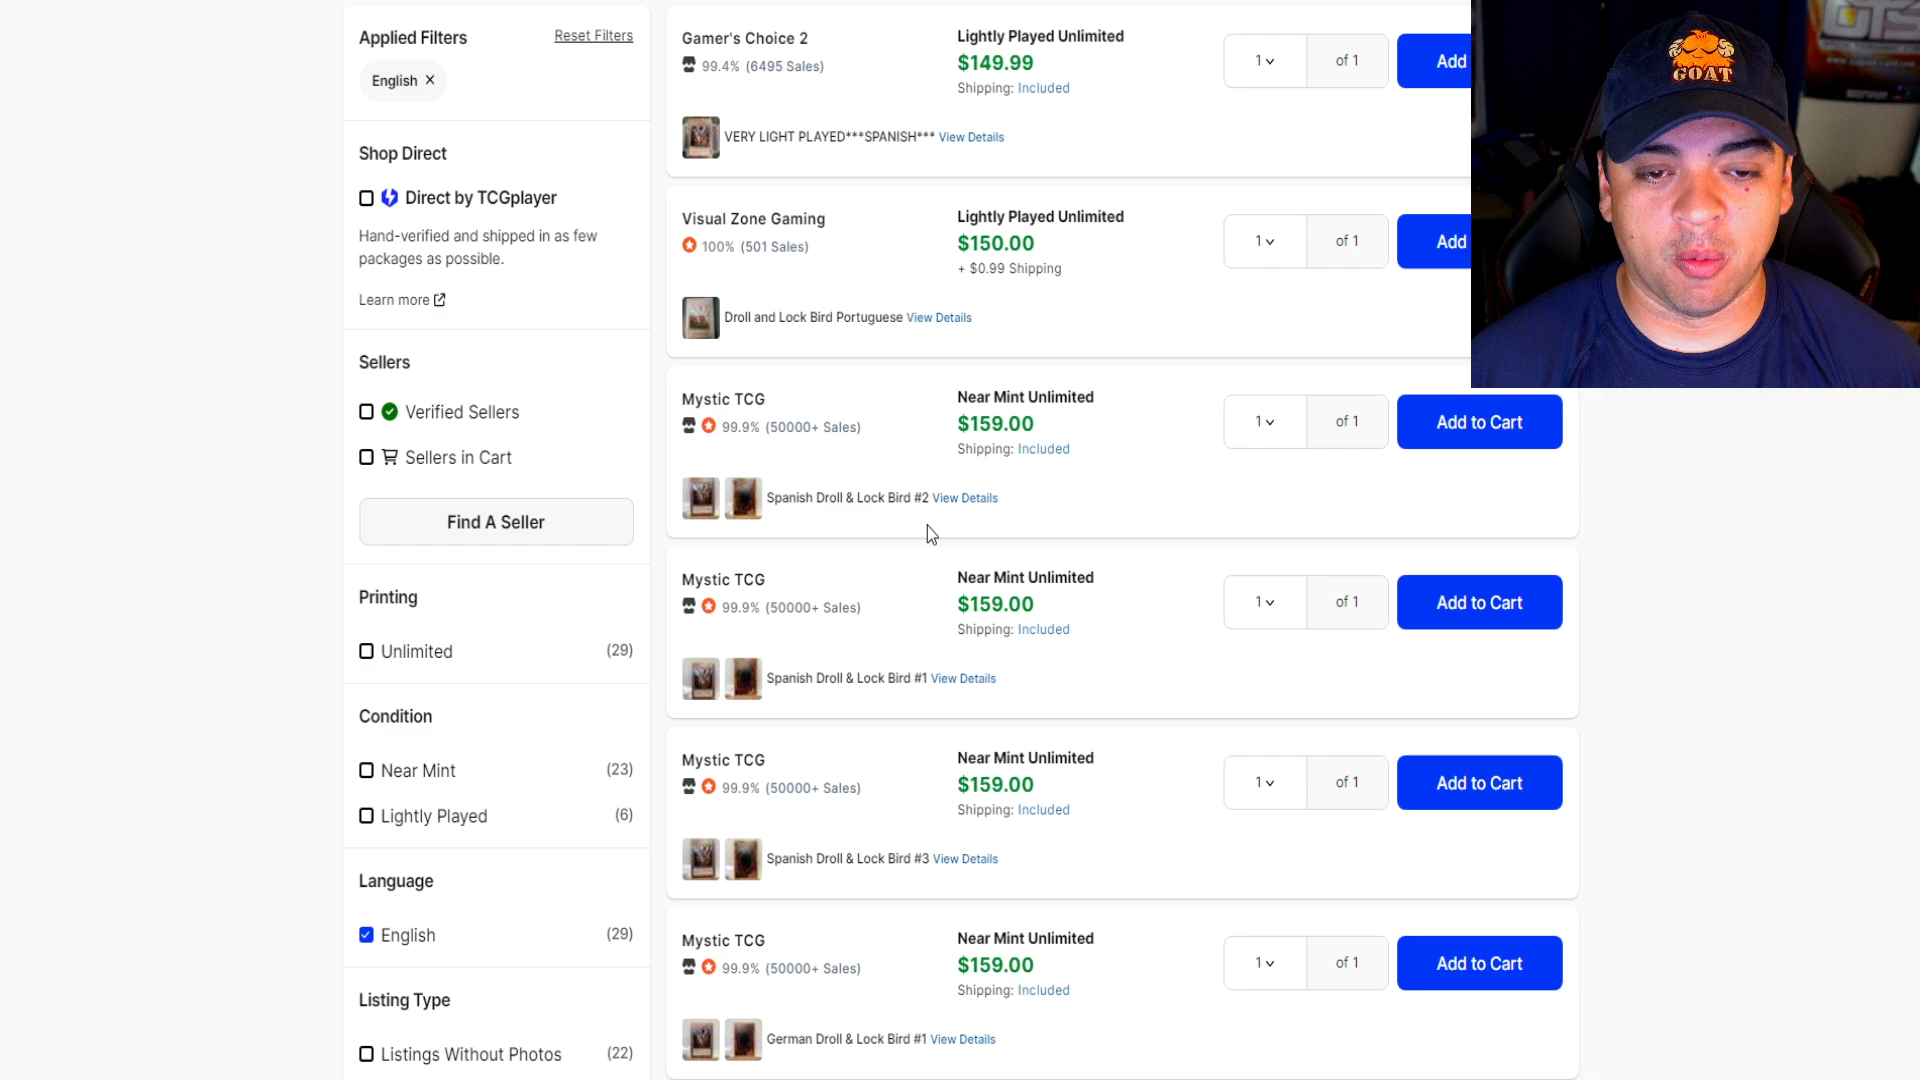 Applied Filters
Reset Filters
English ×
Shop Direct
Direct by TCGplayer
Hand-verified and shipped in as few
packages as possible.
Learn more
Sellers
Verified Sellers
Sellers in Cart
Find A Seller
Printing
Unlimited (29)
Condition
Near Mint (23)
Lightly Played (6)
Language
English (29)
Listing Type
Listings Without Photos (22)
Gamer's Choice 2
99.4% (6495 Sales)
Lightly Played Unlimited
$149.99
Shipping: Included
1 of 1
Add
VERY LIGHT PLAYED***SPANISH*** View Details
Visual Zone Gaming
100% (501 Sales)
Lightly Played Unlimited
$150.00
+ $0.99 Shipping
1 of 1
Add
Droll and Lock Bird Portuguese View Details
Mystic TCG
99.9% (50000+ Sales)
Near Mint Unlimited
$159.00
Shipping: Included
1 of 1
Add to Cart
Spanish Droll & Lock Bird #2 View Details
Mystic TCG
99.9% (50000+ Sales)
Near Mint Unlimited
$159.00
Shipping: Included
1 of 1
Add to Cart
Spanish Droll & Lock Bird #1 View Details
Mystic TCG
99.9% (50000+ Sales)
Near Mint Unlimited
$159.00
Shipping: Included
1 of 1
Add to Cart
Spanish Droll & Lock Bird #3 View Details
Mystic TCG
99.9% (50000+ Sales)
Near Mint Unlimited
$159.00
Shipping: Included
1 of 1
Add to Cart
German Droll & Lock Bird #1 View Details
GOAT